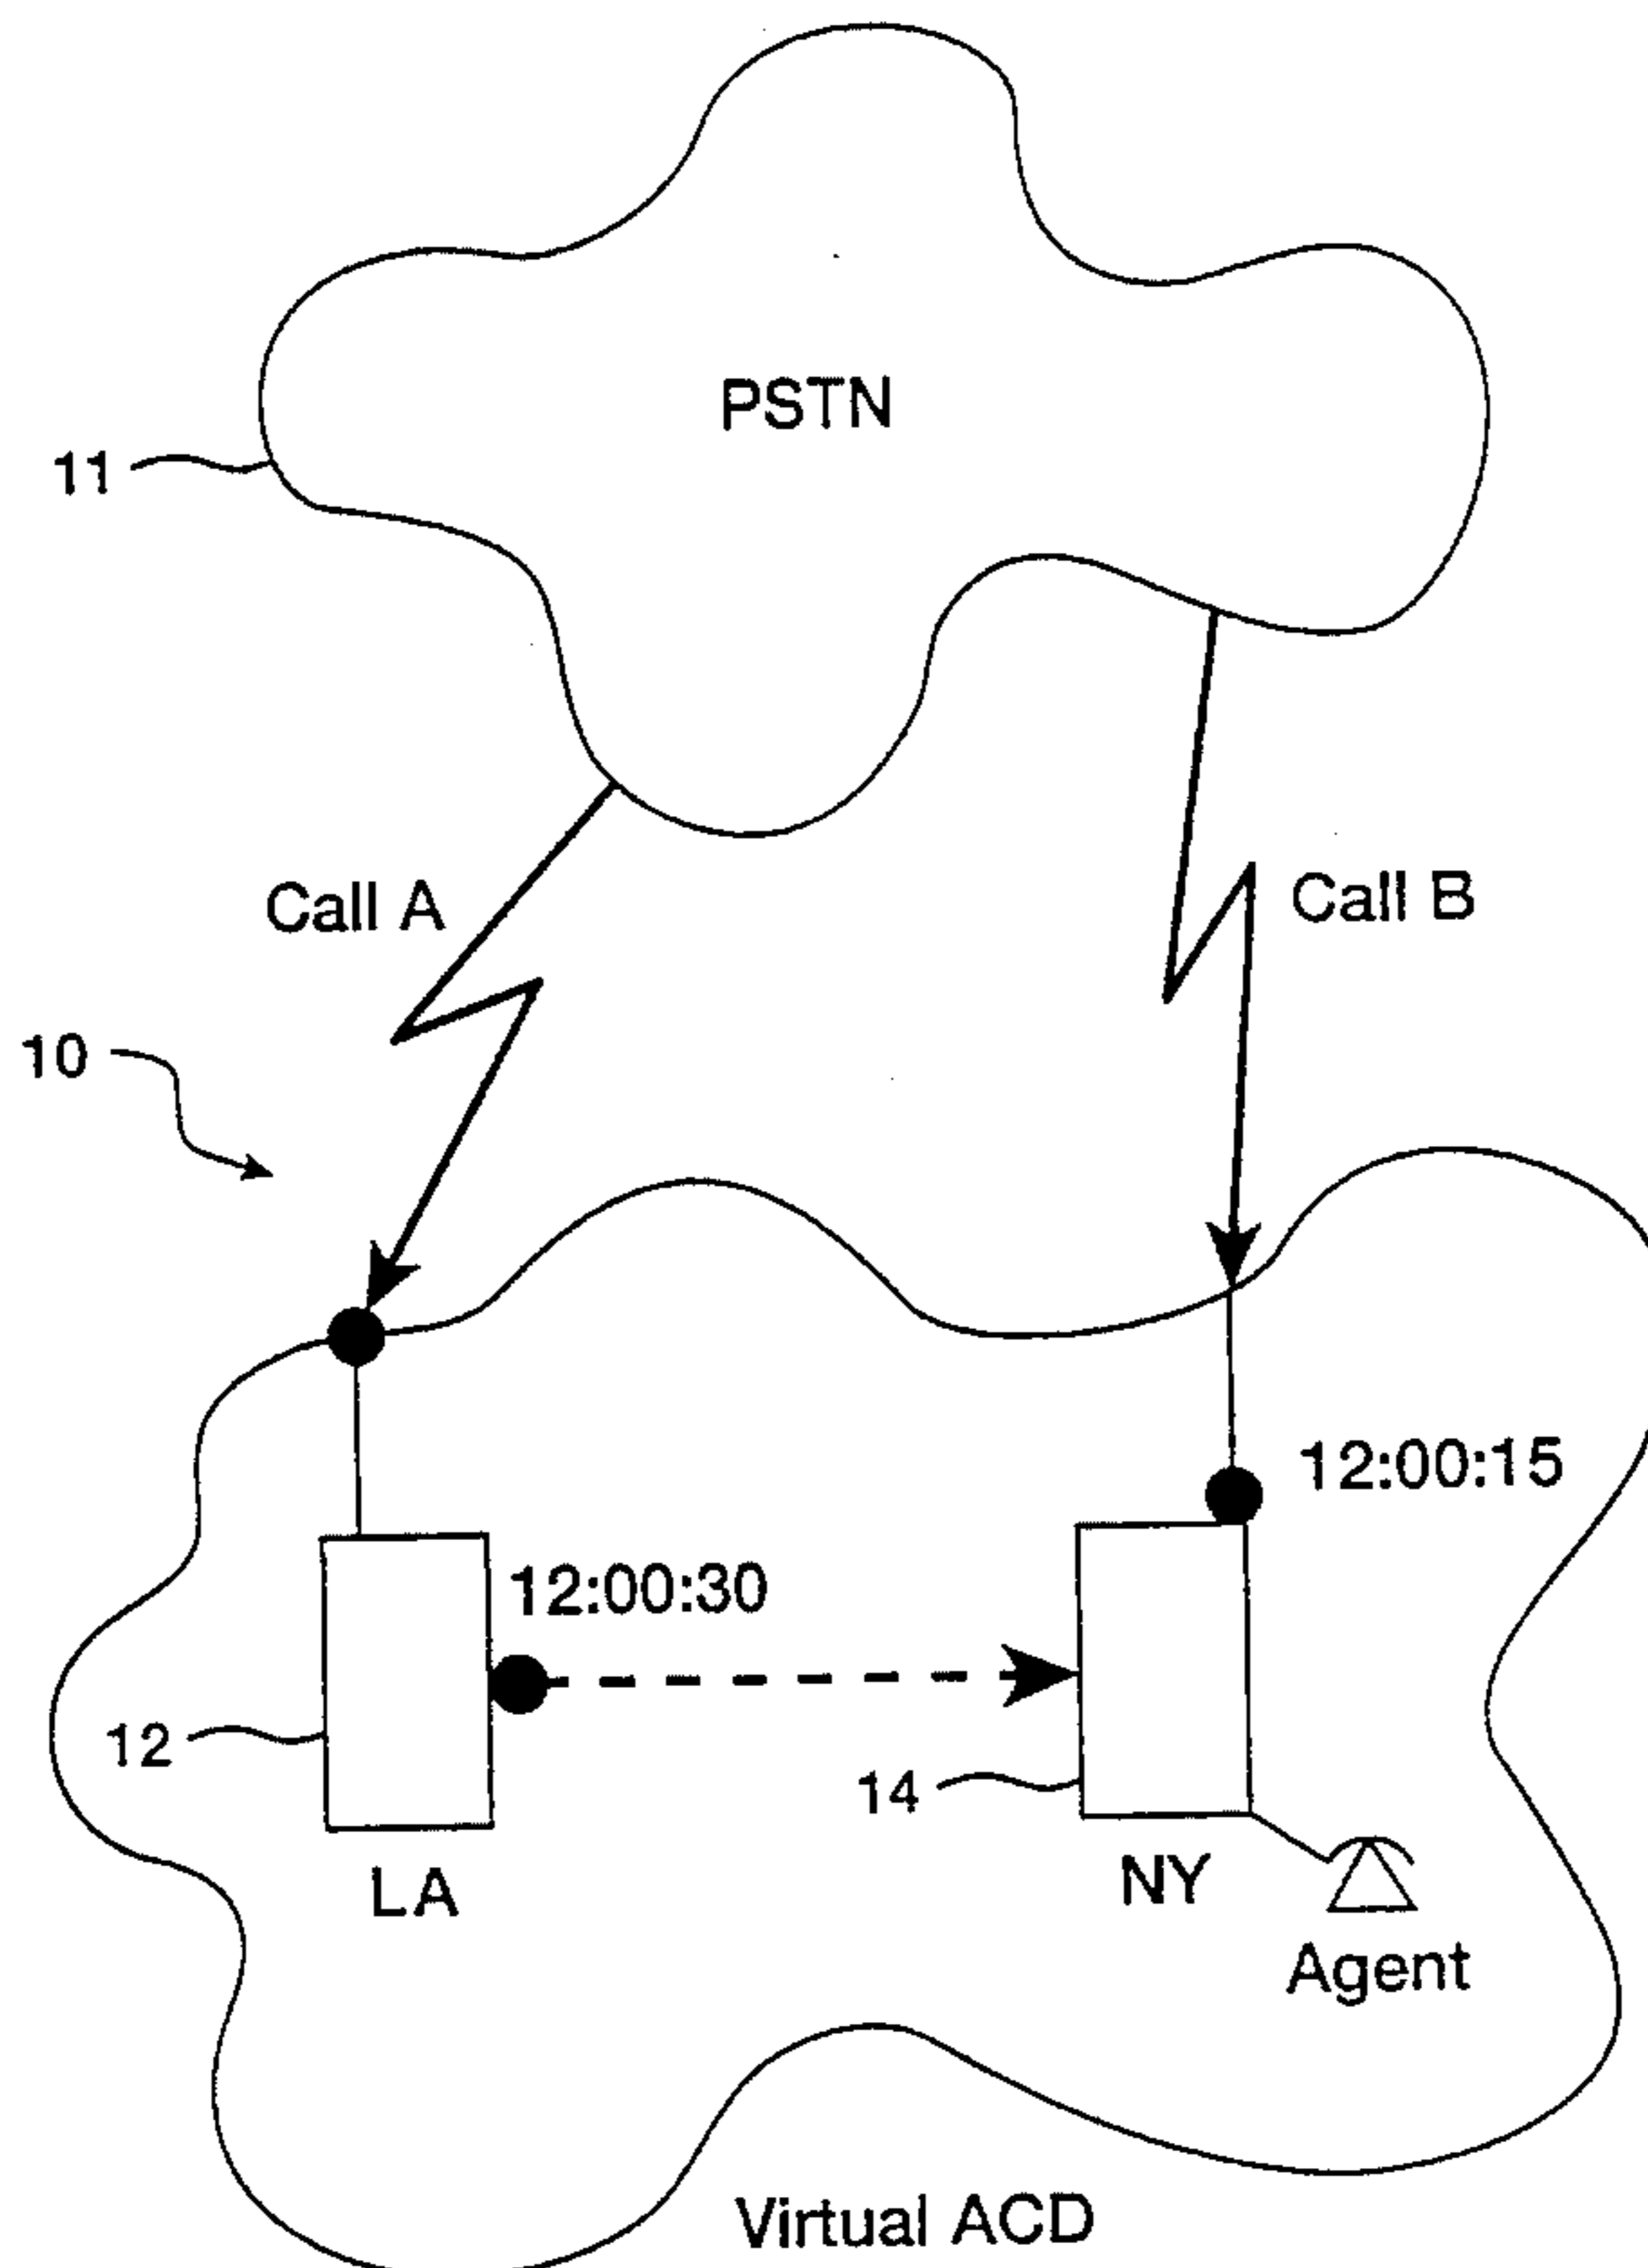 PSTN
11
Call A
Call B
10
12:00:15
12:00:30
12
14
LA
NY
Agent
Virtual ACD